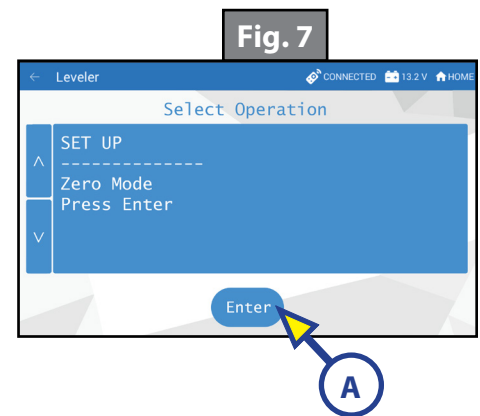 Fig. 7
← Leveler CONNECTED 13.2 V HOME
Select Operation
SET UP
--------------
Zero Mode
Press Enter
Enter
A